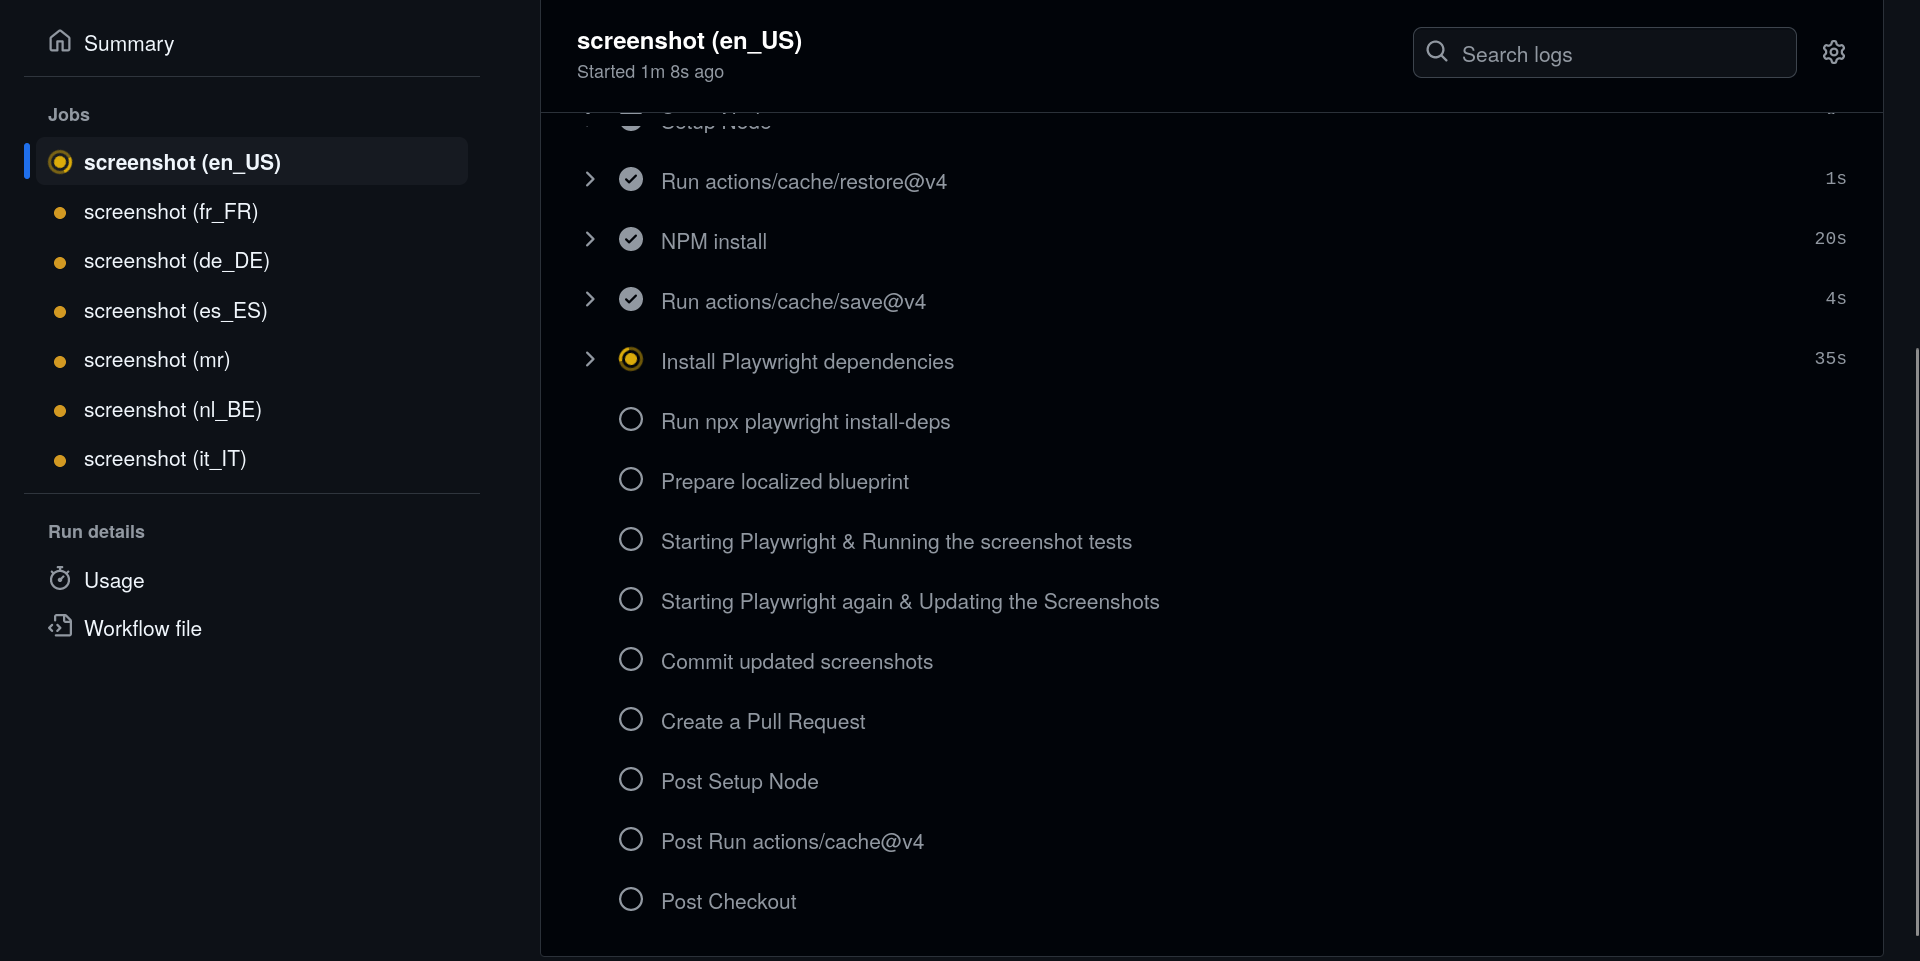 Summary
Jobs
screenshot (en_US)
screenshot (fr_FR)
screenshot (de_DE)
screenshot (es_ES)
screenshot (mr)
screenshot (nl_BE)
screenshot (it_IT)
Run details
Usage
Workflow file
screenshot (en_US)
Started 1m 8s ago
Search logs
Setup Node
Run actions/cache/restore@v4 1s
NPM install 20s
Run actions/cache/save@v4 4s
Install Playwright dependencies 35s
Run npx playwright install-deps
Prepare localized blueprint
Starting Playwright & Running the screenshot tests
Starting Playwright again & Updating the Screenshots
Commit updated screenshots
Create a Pull Request
Post Setup Node
Post Run actions/cache@v4
Post Checkout